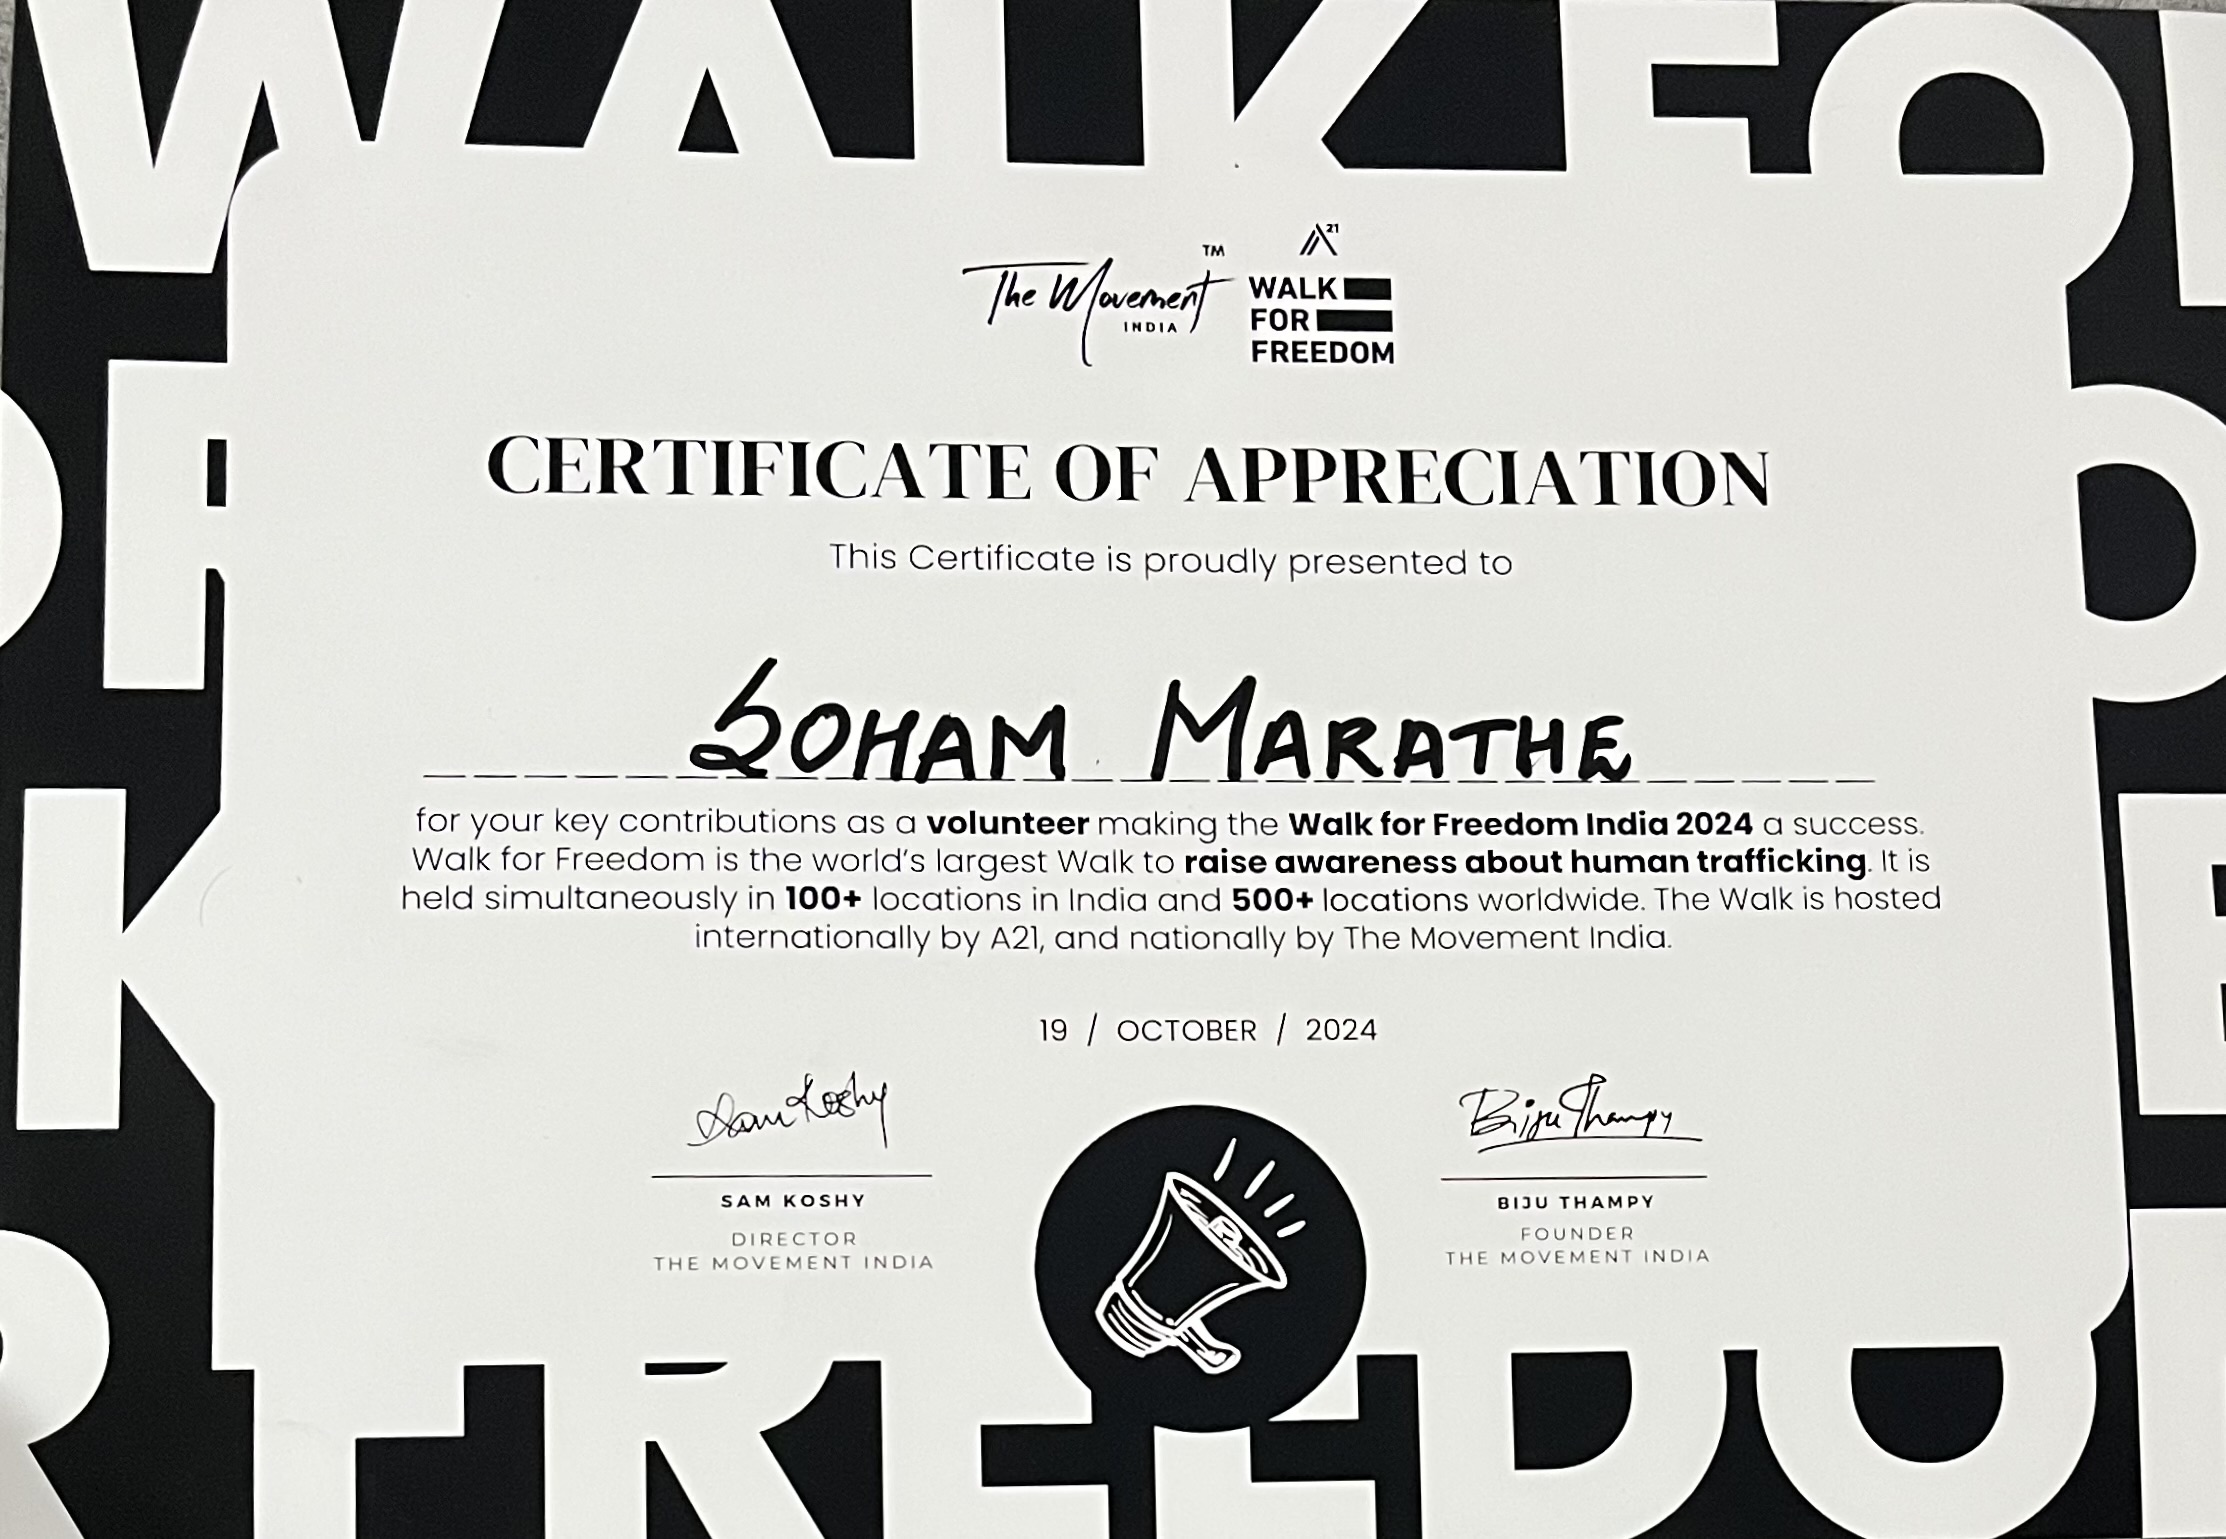 WALK FO
The Movement™
INDIA
A21
WALK
FOR
FREEDOM
CERTIFICATE OF APPRECIATION
This Certificate is proudly presented to
SOHAM MARATHE
for your key contributions as a volunteer making the Walk for Freedom India 2024 a success.
Walk for Freedom is the world's largest Walk to raise awareness about human trafficking. It is
held simultaneously in 100+ locations in India and 500+ locations worldwide. The Walk is hosted
internationally by A21, and nationally by The Movement India.
19 / OCTOBER / 2024
Sam Koshy
Biju Thampy
SAM KOSHY
BIJU THAMPY
DIRECTOR
FOUNDER
THE MOVEMENT INDIA
THE MOVEMENT INDIA
FREEDO